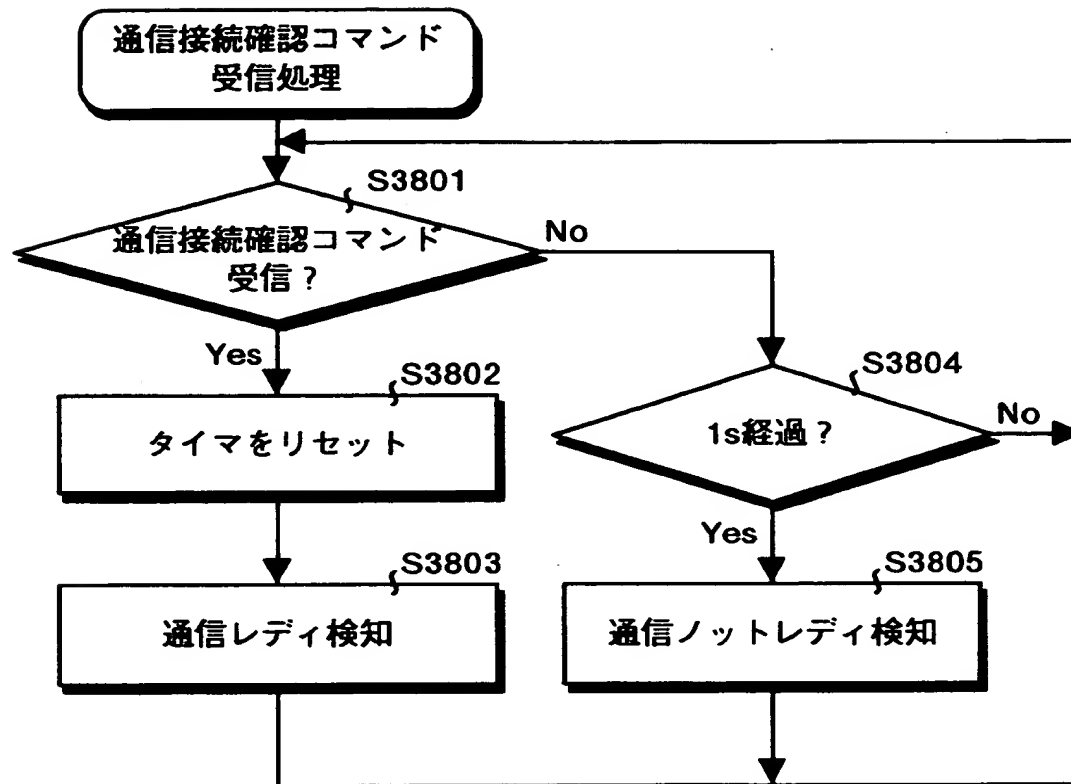 通信接続確認コマンド
受信処理
S3801
通信接続確認コマンド
受信?
No
Yes
S3802
タイマをリセット
S3803
通信レディ検知
S3804
1s経過?
No
Yes
S3805
通信ノットレディ検知